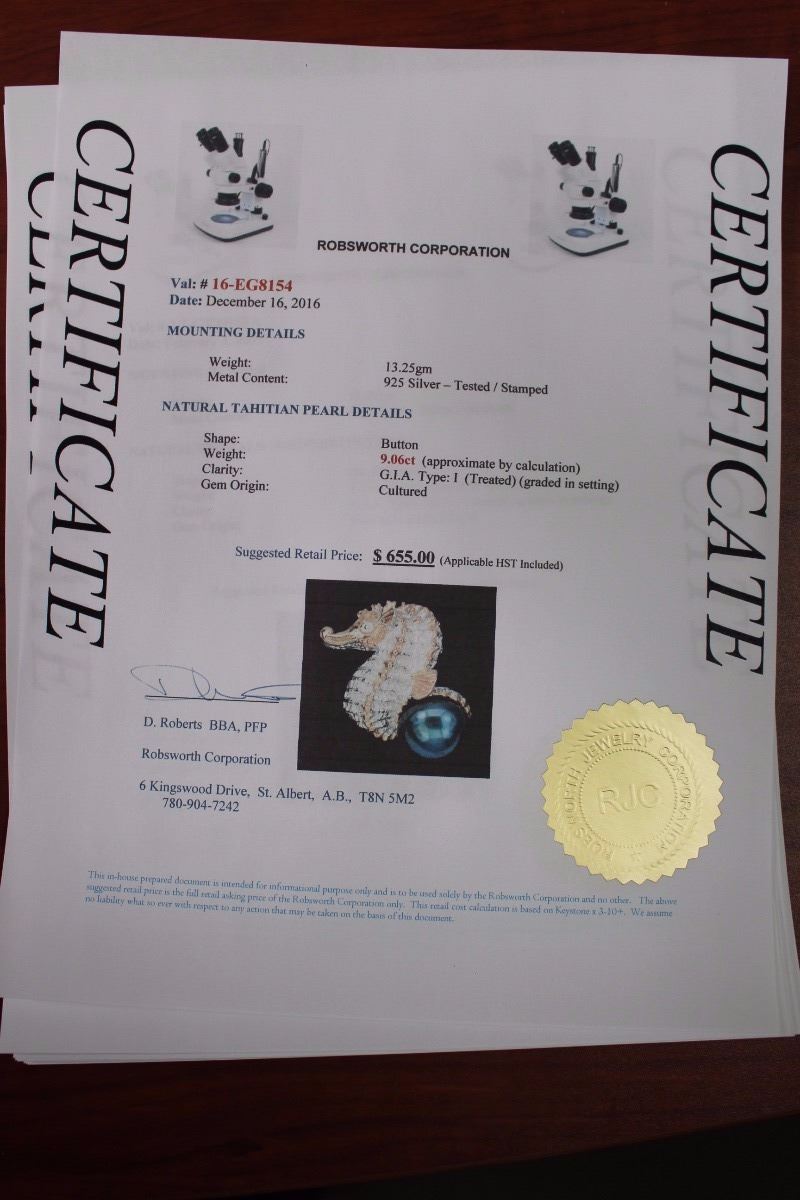 CERTIFICATE
CERTIFICATE
ROBSWORTH CORPORATION
Val: # 16-EG8154
Date: December 16, 2016
MOUNTING DETAILS
Weight: 13.25gm
Metal Content: 925 Silver – Tested / Stamped
NATURAL TAHITIAN PEARL DETAILS
Shape: Button
Weight: 9.06ct (approximate by calculation)
Clarity: G.I.A. Type: I (Treated) (graded in setting)
Gem Origin: Cultured
Suggested Retail Price: $ 655.00 (Applicable HST Included)
D. Roberts BBA, PFP
Robsworth Corporation
6 Kingswood Drive, St. Albert, A.B., T8N 5M2
780-904-7242
ROBSWORTH JEWELRY CORPORATION
RJC
This in-house prepared document is intended for informational purpose only and is to be used solely by the Robsworth Corporation and no other. The above
suggested retail price is the full retail asking price of the Robsworth Corporation only. This retail cost calculation is based on Keystone x 3-10+. We assume
no liability what so ever with respect to any action that may be taken on the basis of this document.